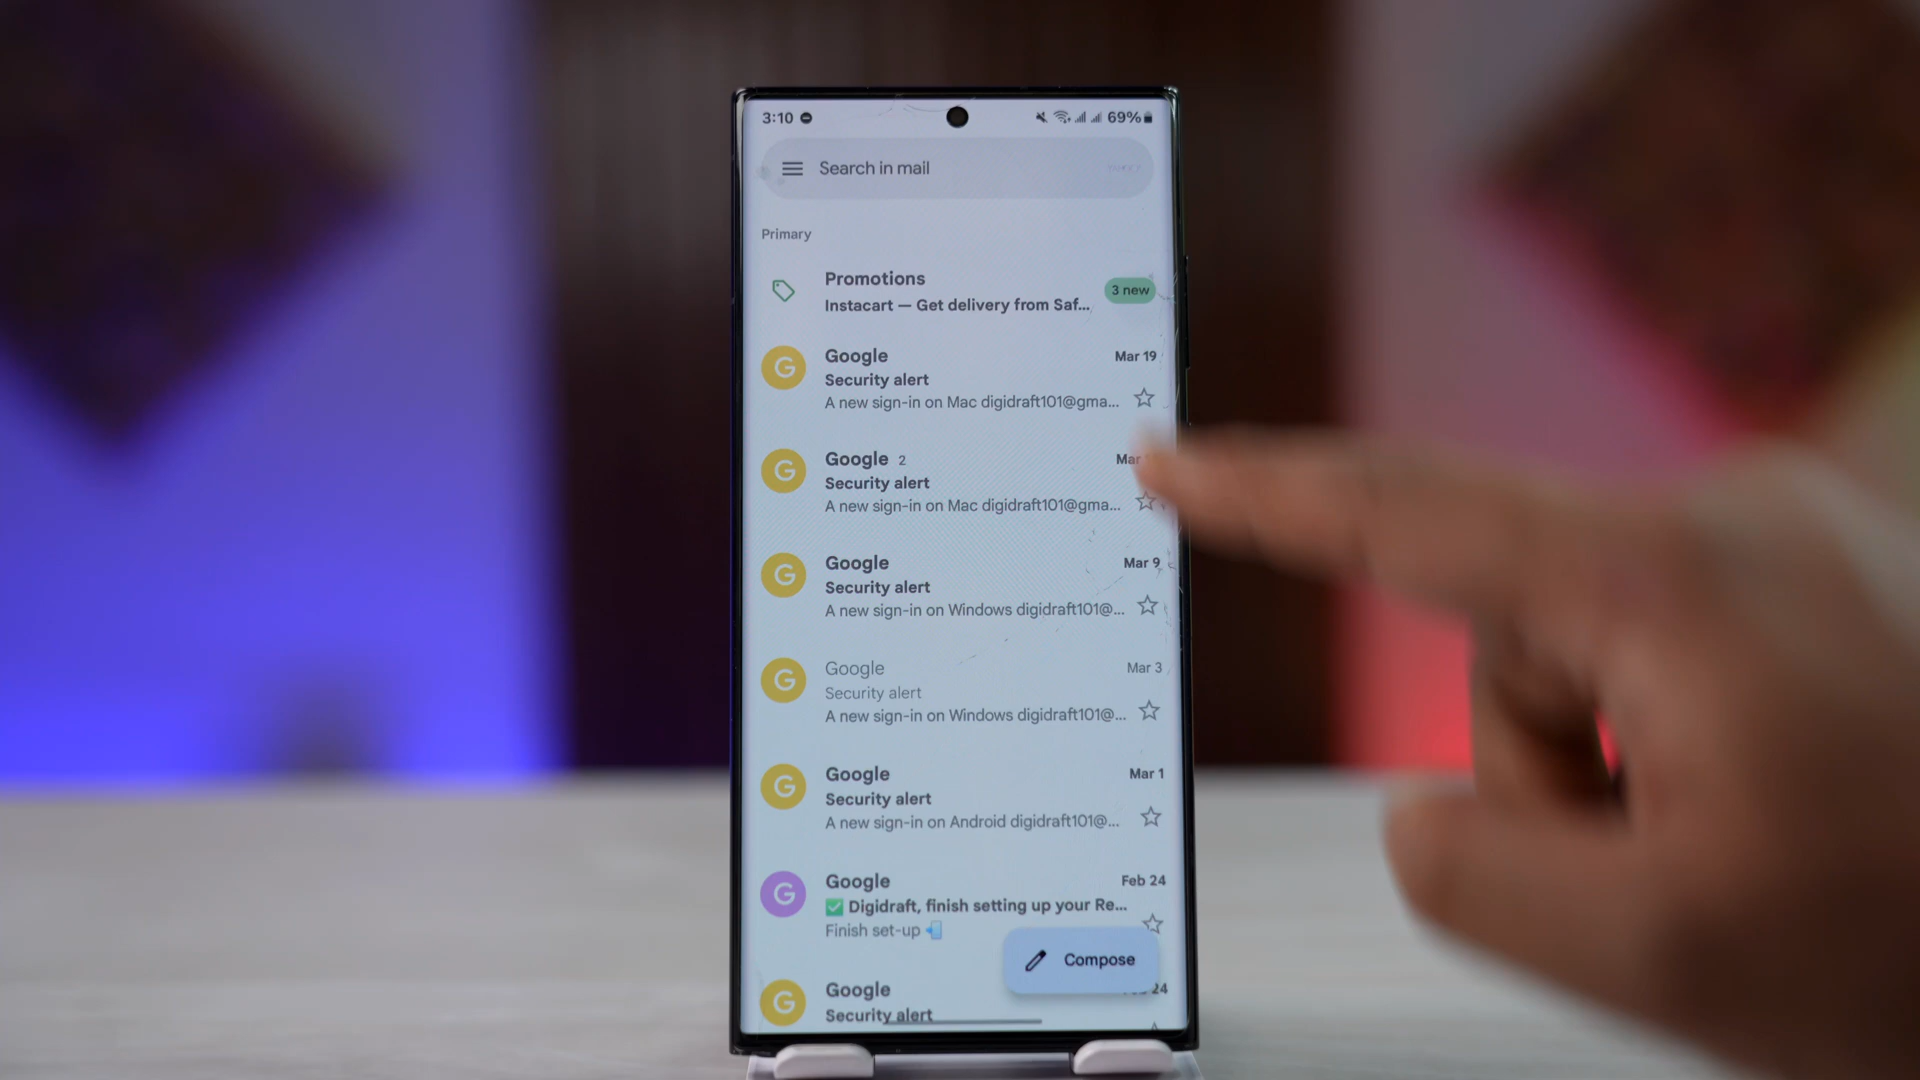 3:10 69%
Search in mail
Primary
Promotions
3 new
Instacart — Get delivery from Saf...
Google Mar 19
Security alert
A new sign-in on Mac digidraft101@gma...
Google 2 Mar
Security alert
A new sign-in on Mac digidraft101@gma...
Google Mar 9
Security alert
A new sign-in on Windows digidraft101@...
Google Mar 3
Security alert
A new sign-in on Windows digidraft101@...
Google Mar 1
Security alert
A new sign-in on Android digidraft101@...
Google Feb 24
✅ Digidraft, finish setting up your Re...
Finish set-up 📲
Compose
Google 24
Security alert